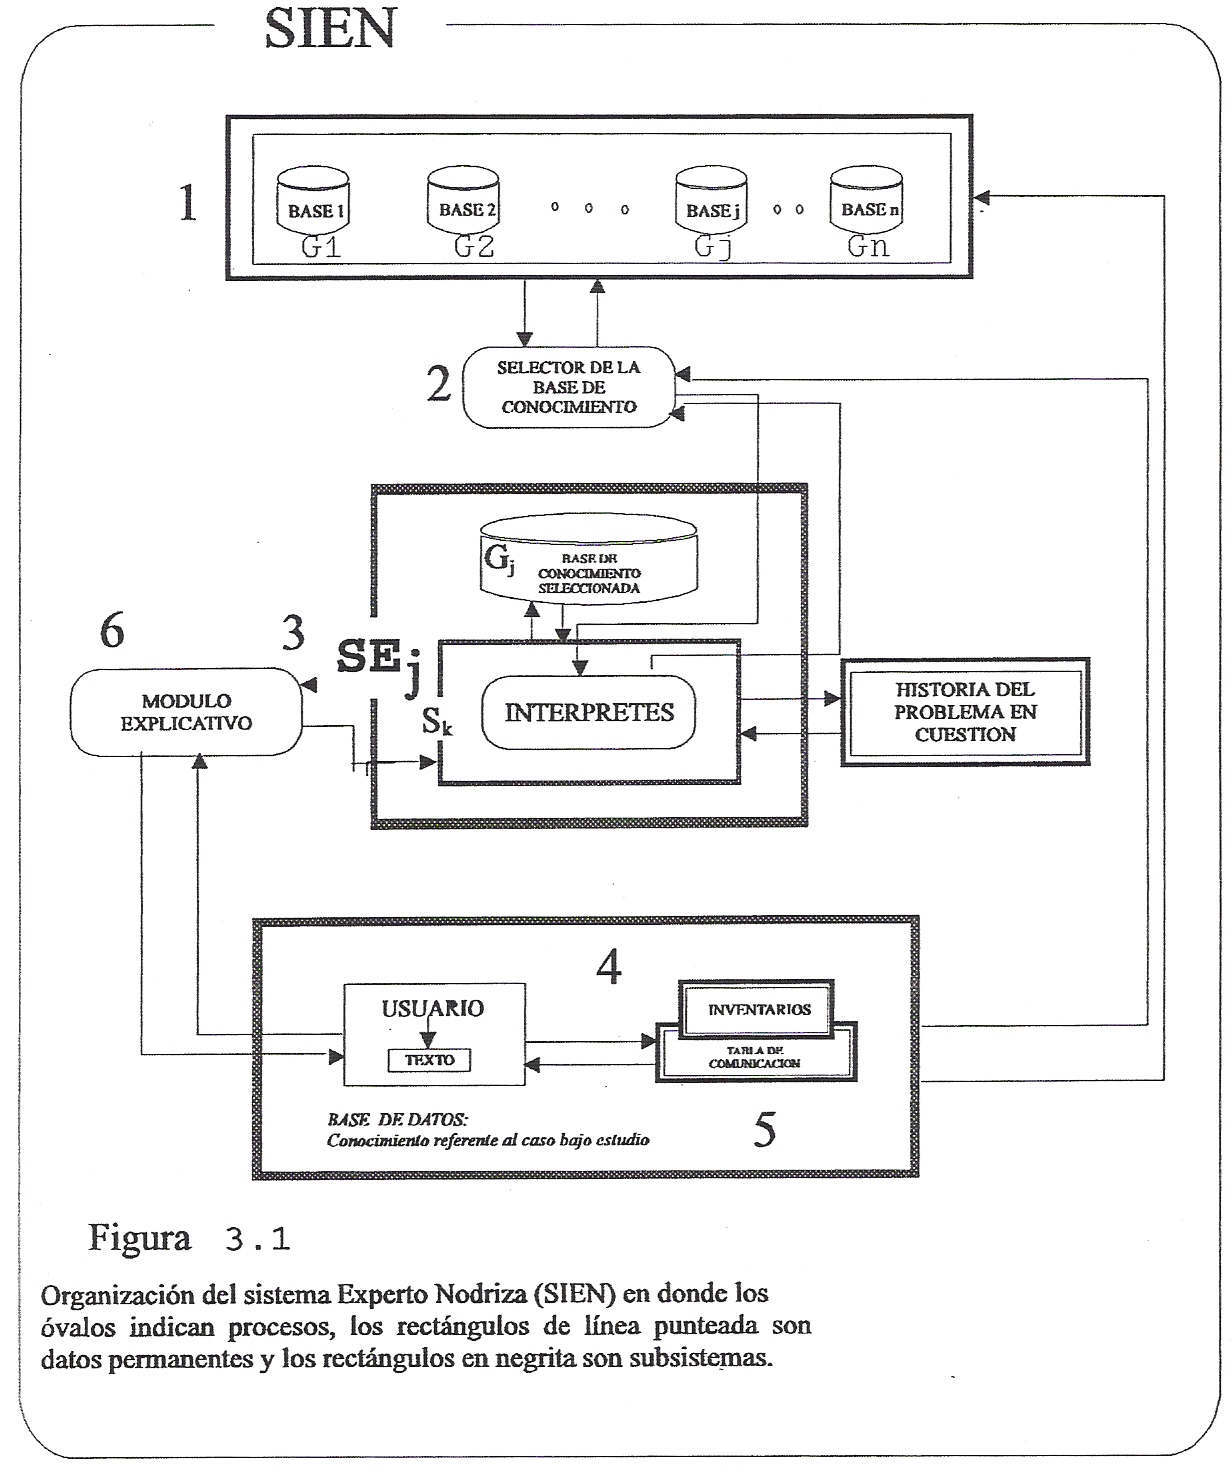 SIEN
1
BASE 1
BASE 2
BASE j
BASE n
G1
G2
Gj
Gn
2
SELECTOR DE LA
BASE DE
CONOCIMIENTO
Gj
BASE DE
CONOCIMIENTO
SELECCIONADA
6
3
SEj
MODULO
EXPLICATIVO
Sk
INTERPRETES
HISTORIA DEL
PROBLEMA EN
CUESTION
4
USUARIO
TEXTO
INVENTARIOS
TABLA DE
COMUNICACION
5
BASE DE DATOS:
Conocimiento referente al caso bajo estudio
Figura 3.1
Organización del sistema Experto Nodriza (SIEN) en donde los
óvalos indican procesos, los rectángulos de línea punteada son
datos permanentes y los rectángulos en negrita son subsistemas.